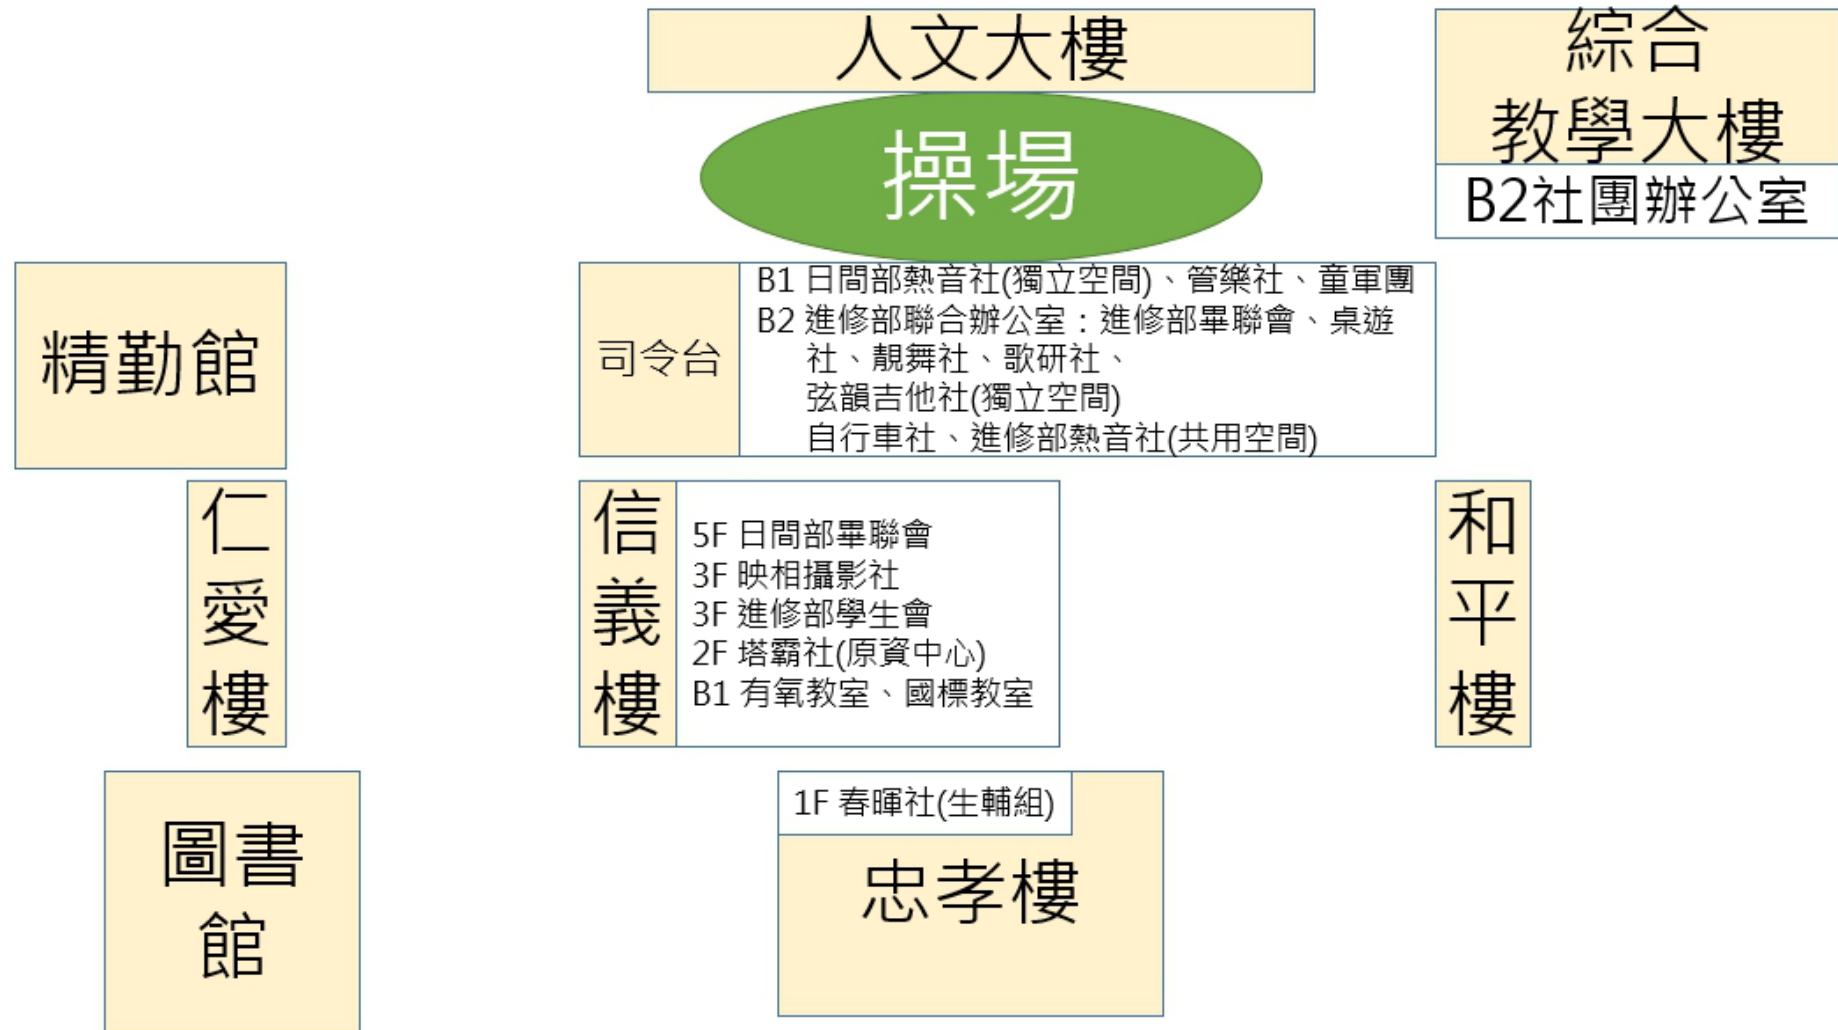 人文大樓
綜合
教學大樓
B2社團辦公室
操場
精勤館
司令台
B1 日間部熱音社(獨立空間)、管樂社、童軍團
B2 進修部聯合辦公室：進修部畢聯會、桌遊
社、靚舞社、歌研社、
弦韻吉他社(獨立空間)
自行車社、進修部熱音社(共用空間)
仁愛樓
信義樓
5F 日間部畢聯會
3F 映相攝影社
3F 進修部學生會
2F 塔霸社(原資中心)
B1 有氧教室、國標教室
和平樓
圖書
館
1F 春暉社(生輔組)
忠孝樓